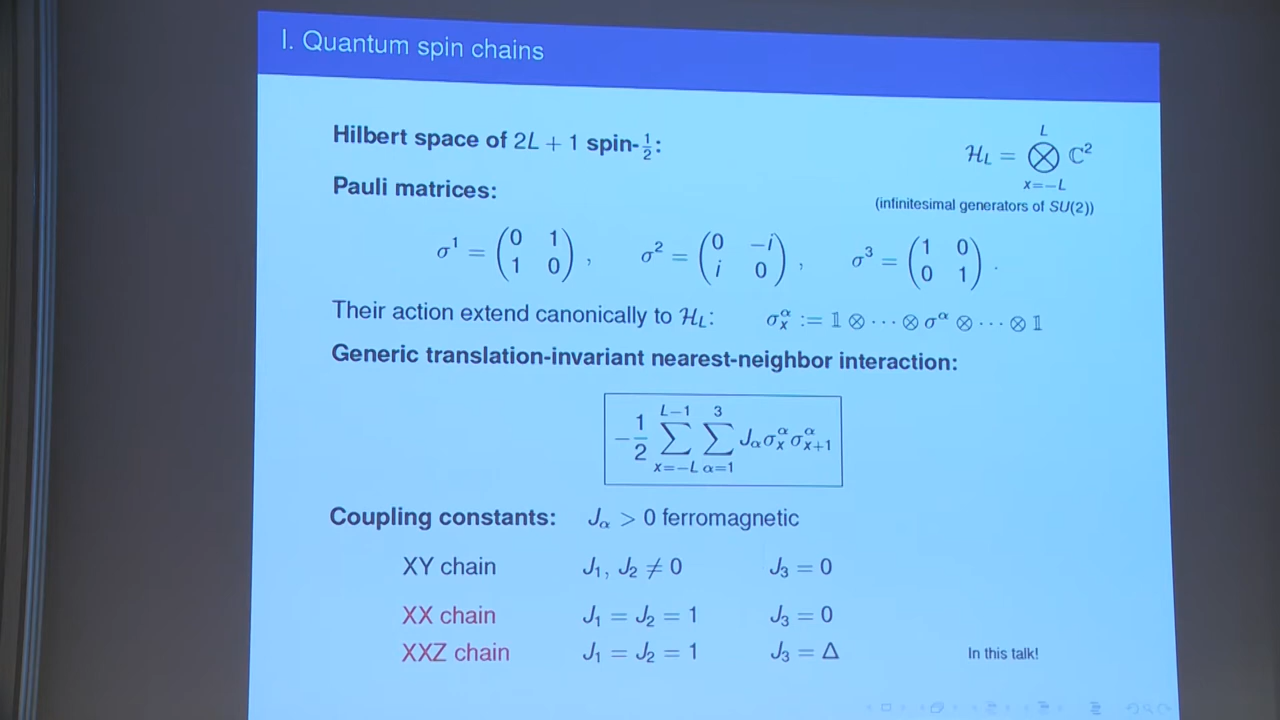 I. Quantum spin chains
Hilbert space of 2L + 1 spin-½: ℋ_L = ⨂_{x=−L}^{L} ℂ²
Pauli matrices: (infinitesimal generators of SU(2))
σ¹ = (0 1; 1 0), σ² = (0 −i; i 0), σ³ = (1 0; 0 1).
Their action extend canonically to ℋ_L: σ_x^α := 𝟙 ⊗ ⋯ ⊗ σ^α ⊗ ⋯ ⊗ 𝟙
Generic translation-invariant nearest-neighbor interaction:
−1/2 ∑_{x=−L}^{L−1} ∑_{α=1}^{3} J_α σ_x^α σ_{x+1}^α
Coupling constants: J_α > 0 ferromagnetic
XY chain J₁, J₂ ≠ 0 J₃ = 0
XX chain J₁ = J₂ = 1 J₃ = 0
XXZ chain J₁ = J₂ = 1 J₃ = Δ In this talk!